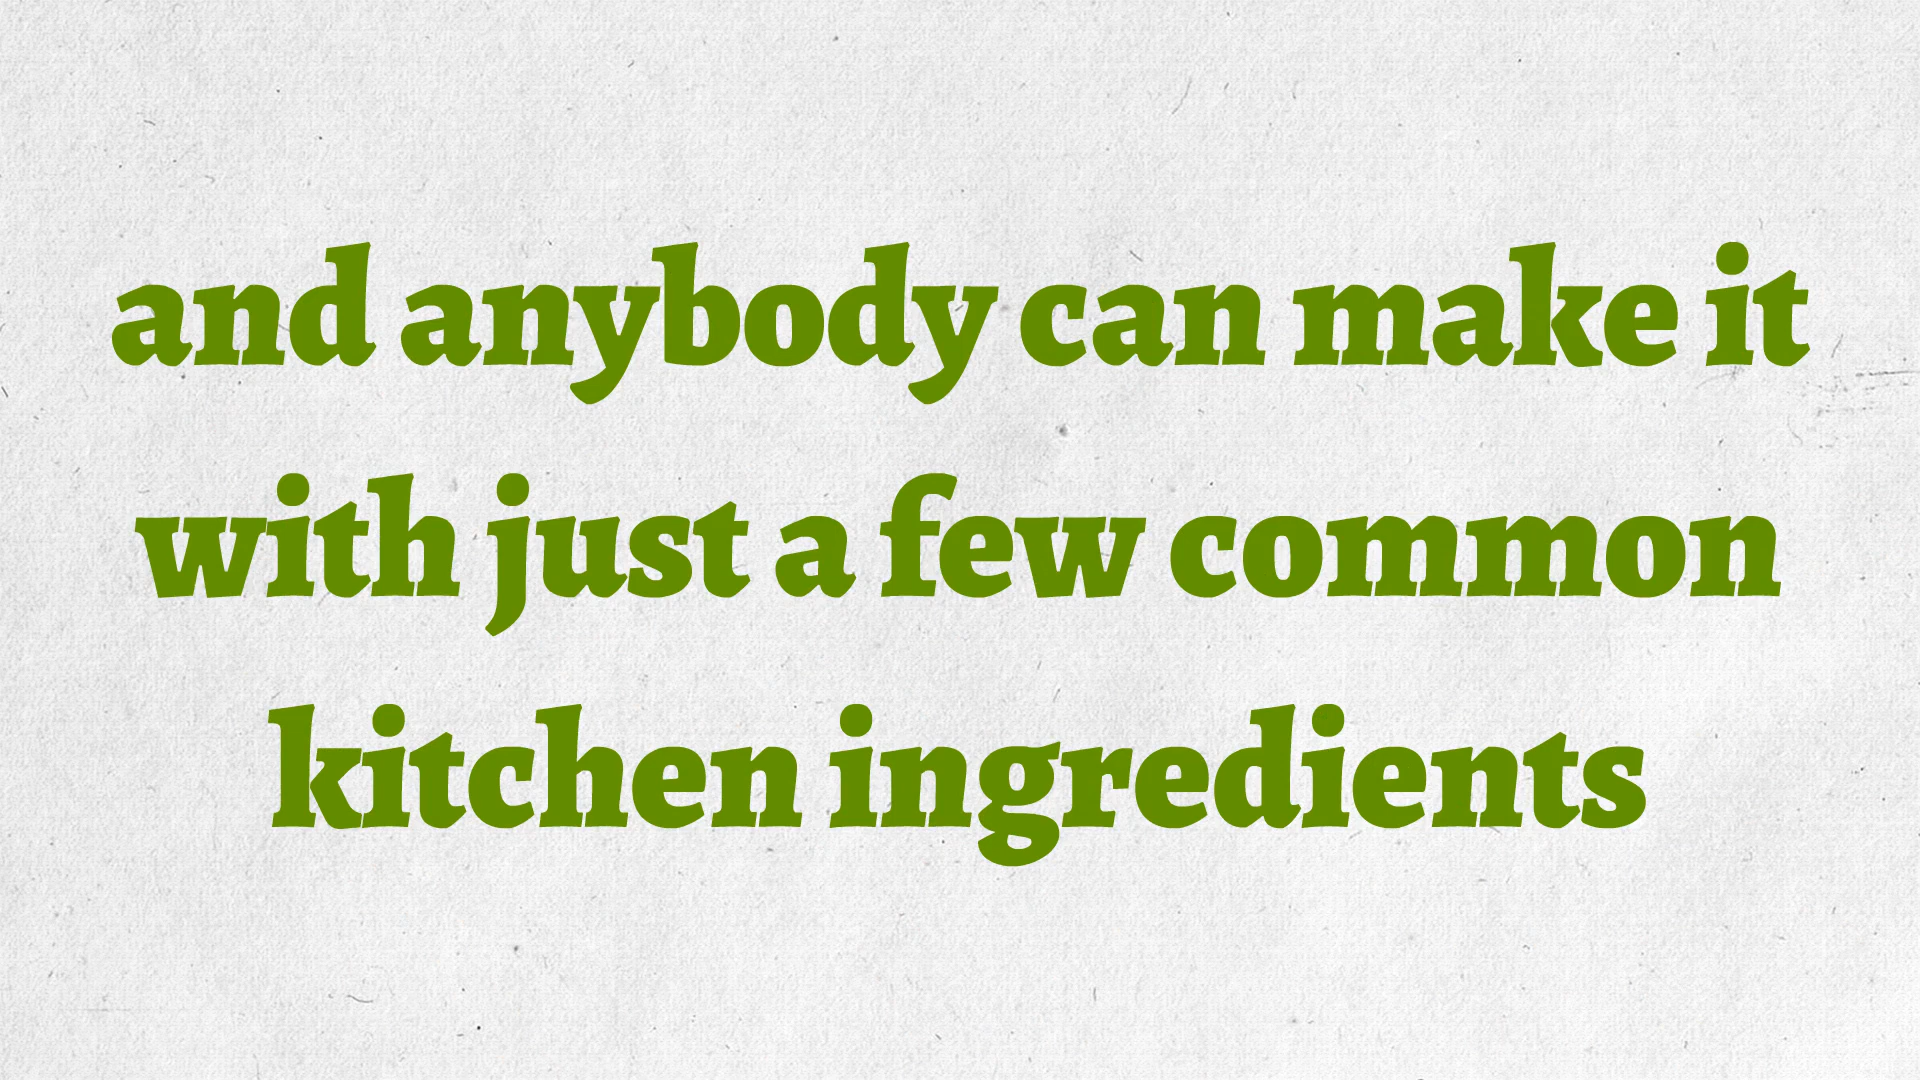 and anybody can make it
with just a few common
kitchen ingredients